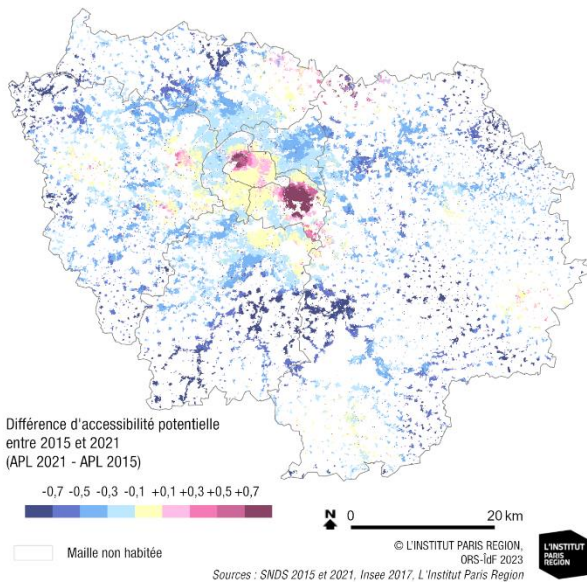 Différence d'accessibilité potentielle
entre 2015 et 2021
(APL 2021 - APL 2015)
-0,7 -0,5 -0,3 -0,1 +0,1 +0,3 +0,5 +0,7
Maille non habitée
N
0 20 km
© L'INSTITUT PARIS REGION,
ORS-îdF 2023
Sources : SNDS 2015 et 2021, Insee 2017, L'Institut Paris Region
L'INSTITUT
PARIS
REGION